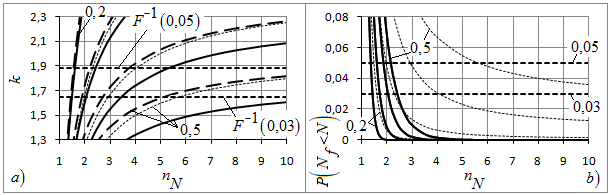 2,3
2,1
1,9
1,7
1,5
1,3
k
0,2
F⁻¹(0,05)
0,5
F⁻¹(0,03)
1 2 3 4 5 6 7 8 9 10
a)
n_N
0,08
0,06
0,04
0,02
0
P(N_f<N)
0,5
0,05
0,03
0,2
1 2 3 4 5 6 7 8 9 10
n_N
b)